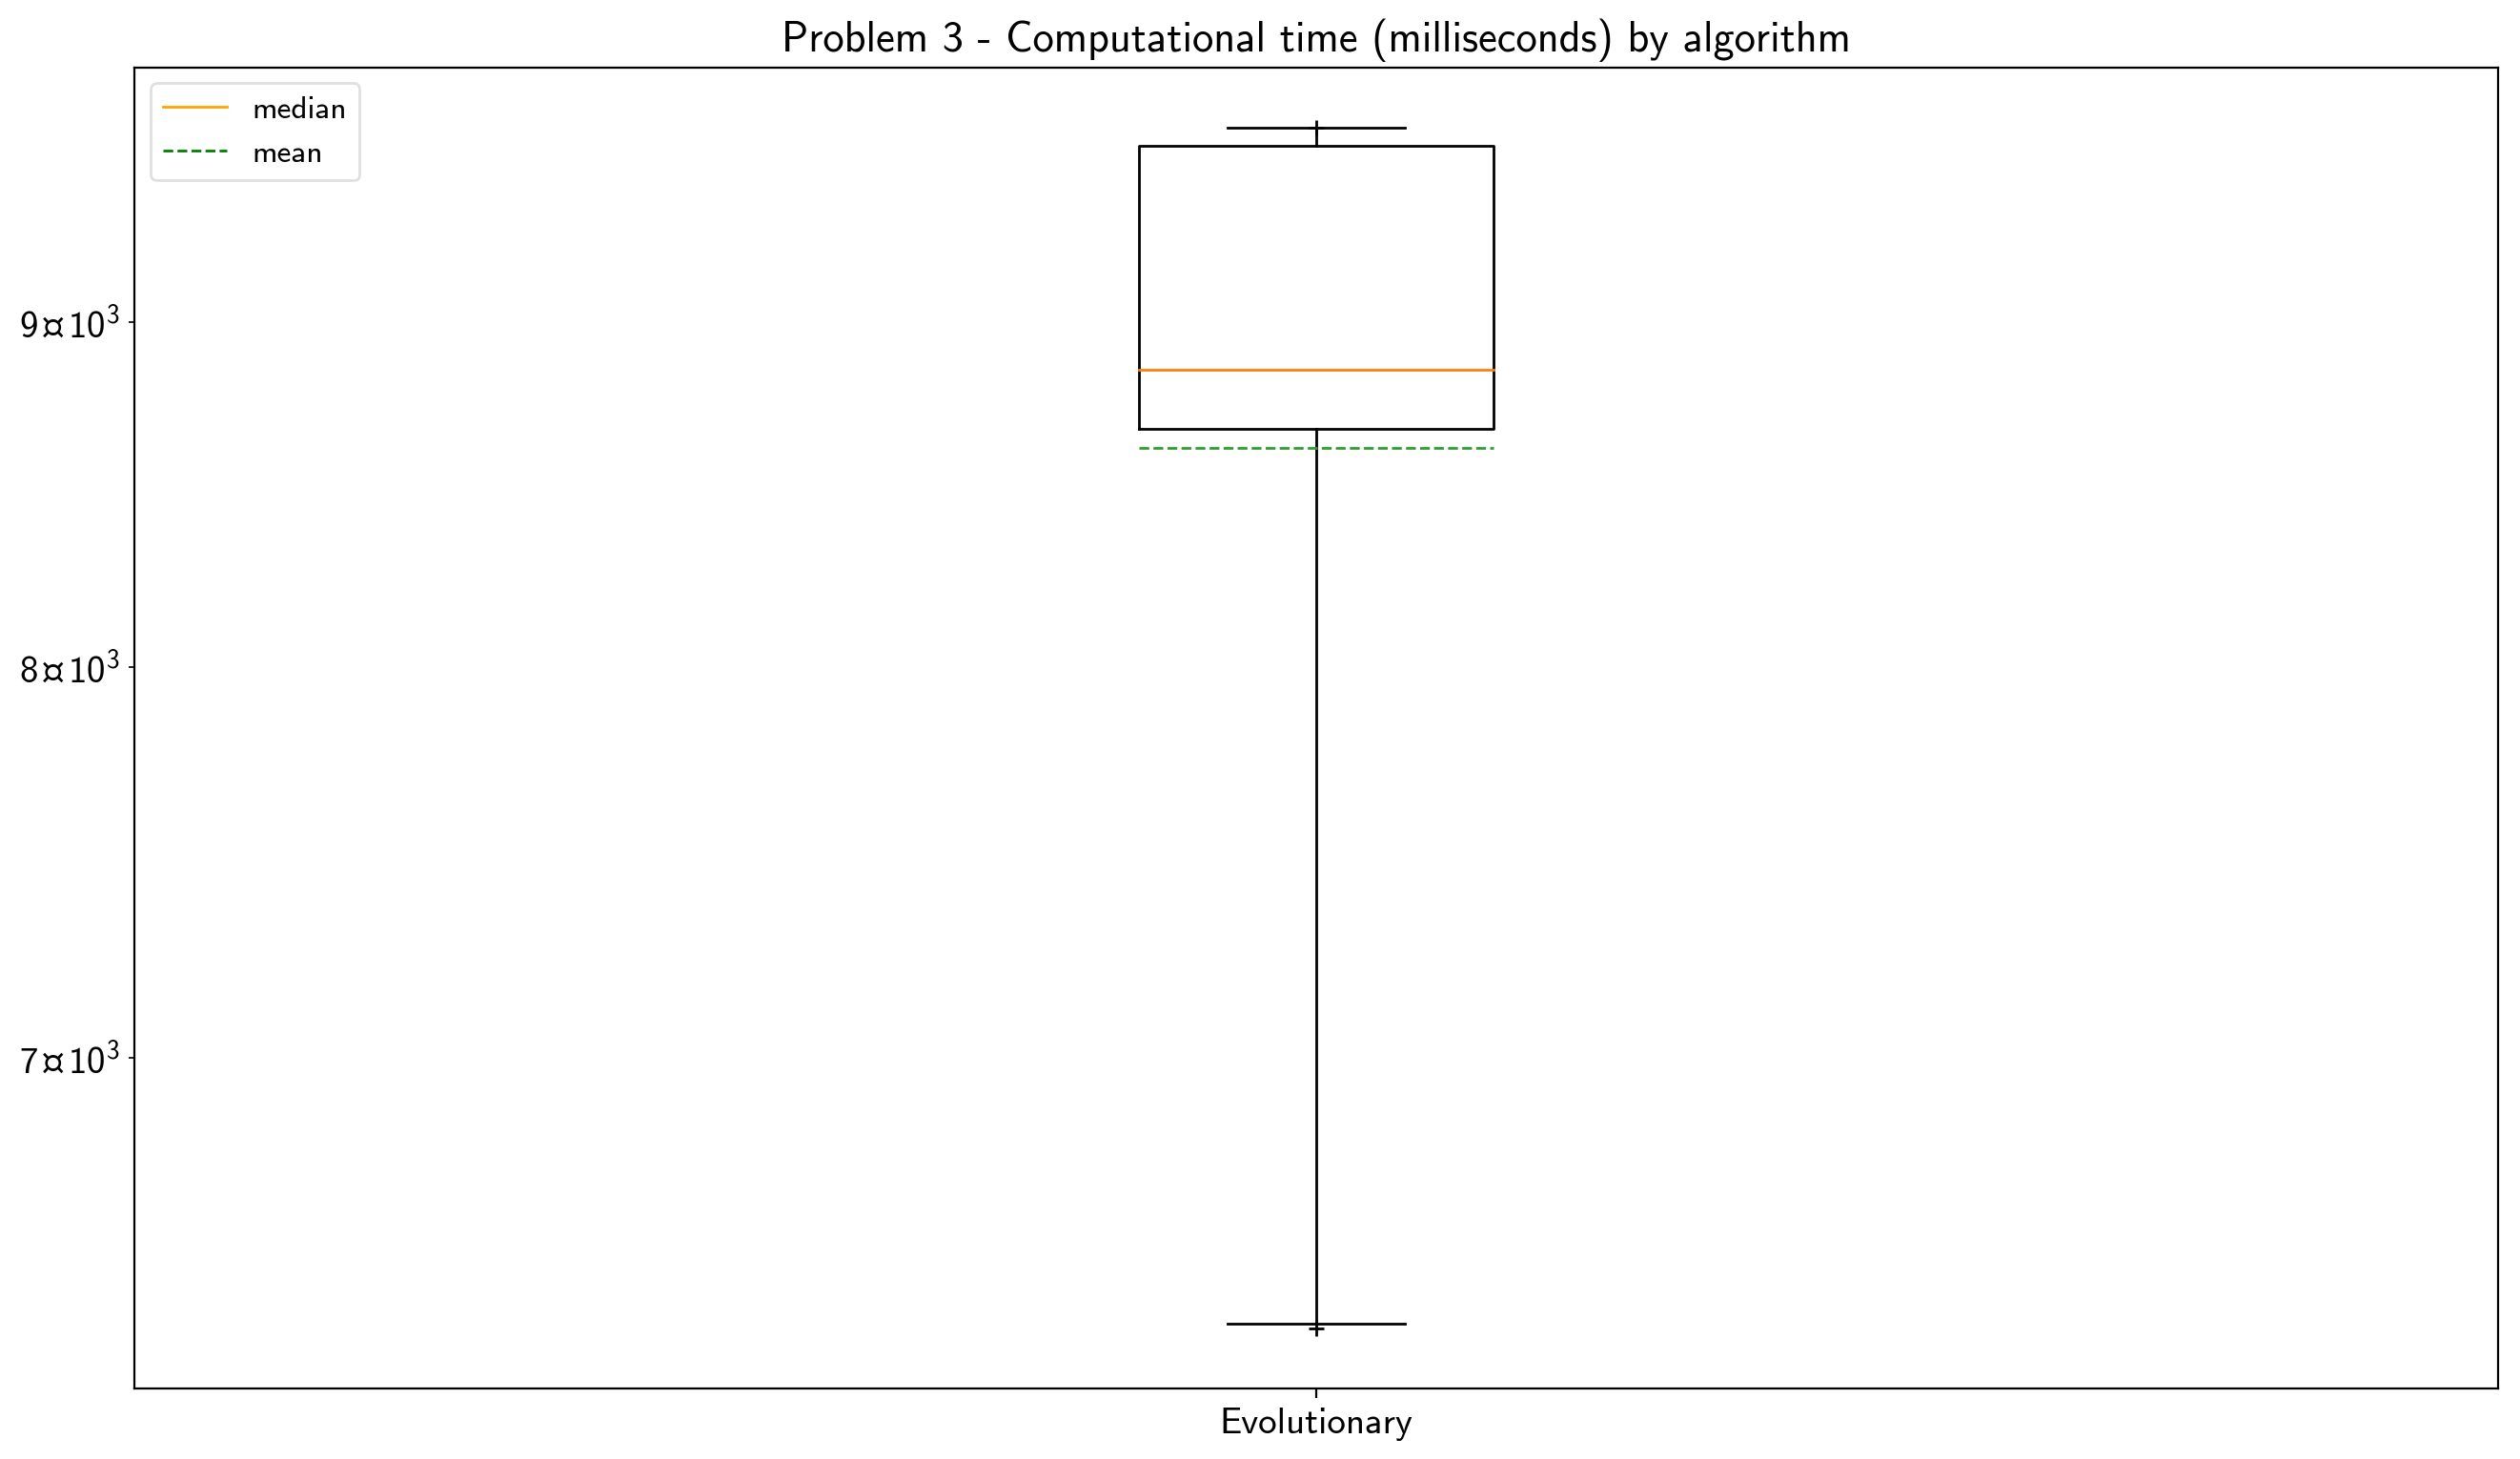 Problem 3 - Computational time (milliseconds) by algorithm
median
mean
9¤10³
8¤10³
7¤10³
Evolutionary